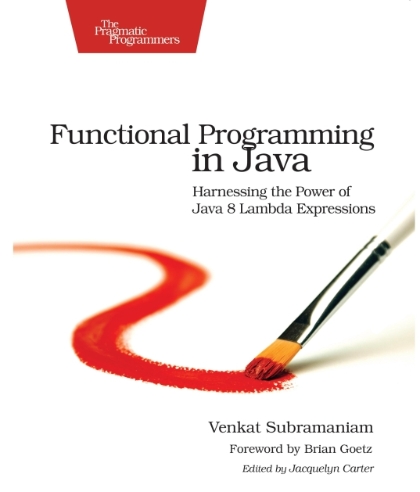 The
Pragmatic
Programmers
Functional Programming
in Java
Harnessing the Power of
Java 8 Lambda Expressions
Venkat Subramaniam
Foreword by Brian Goetz
Edited by Jacquelyn Carter